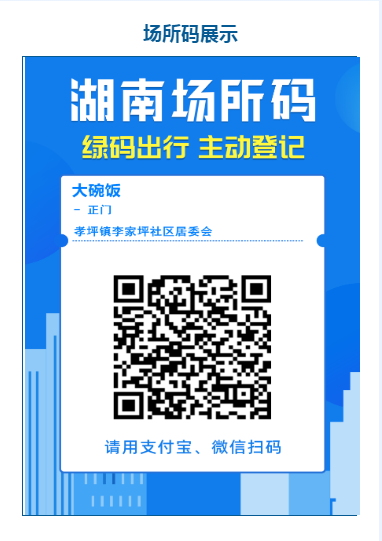 场所码展示
湖南场所码
绿码出行 主动登记
大碗饭
- 正门
孝坪镇李家坪社区居委会
请用支付宝、微信扫码